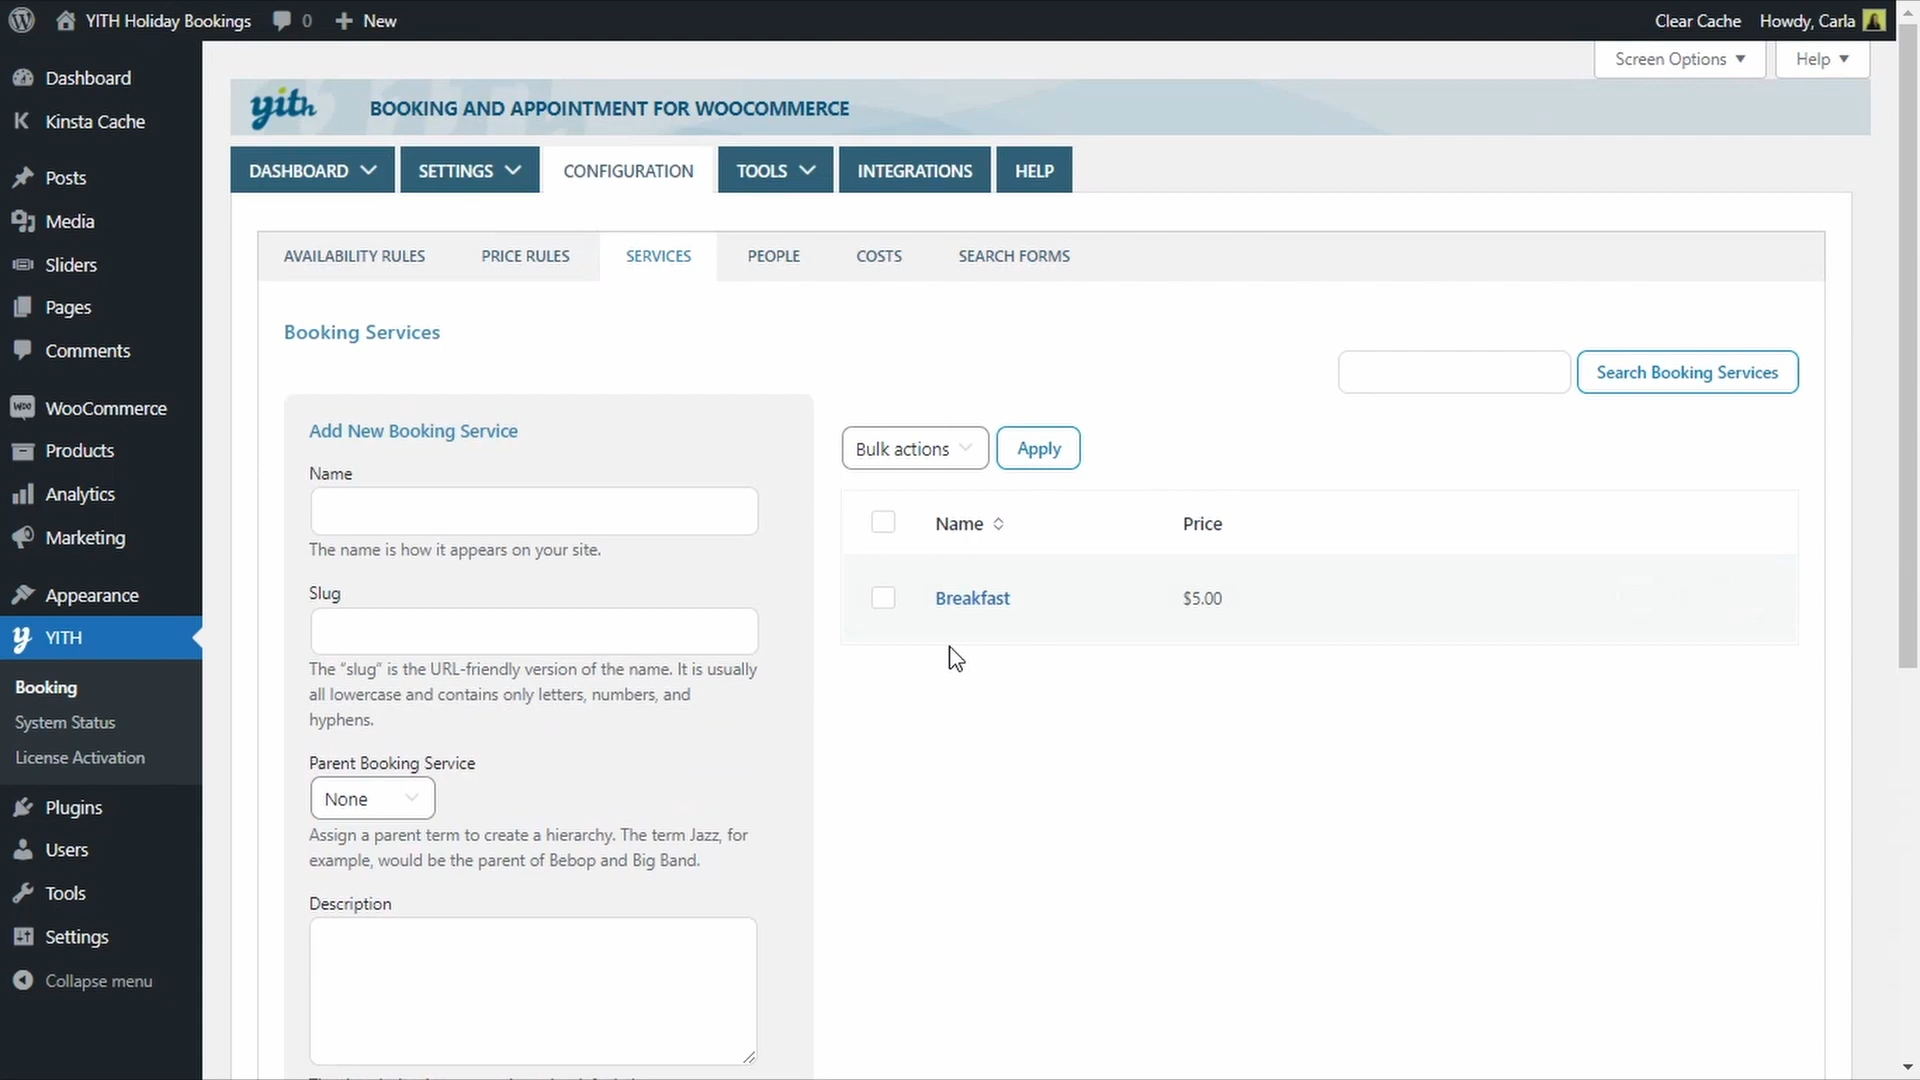 YITH Holiday Bookings
0
New
Clear Cache
Howdy, Carla
Screen Options
Help
Dashboard
Kinsta Cache
Posts
Media
Sliders
Pages
Comments
WooCommerce
Products
Analytics
Marketing
Appearance
YITH
Booking
System Status
License Activation
Plugins
Users
Tools
Settings
Collapse menu
yith
BOOKING AND APPOINTMENT FOR WOOCOMMERCE
DASHBOARD
SETTINGS
CONFIGURATION
TOOLS
INTEGRATIONS
HELP
AVAILABILITY RULES
PRICE RULES
SERVICES
PEOPLE
COSTS
SEARCH FORMS
Booking Services
Search Booking Services
Add New Booking Service
Name
The name is how it appears on your site.
Slug
The “slug” is the URL-friendly version of the name. It is usually
all lowercase and contains only letters, numbers, and
hyphens.
Parent Booking Service
None
Assign a parent term to create a hierarchy. The term Jazz, for
example, would be the parent of Bebop and Big Band.
Description
Bulk actions
Apply
Name
Price
Breakfast
$5.00